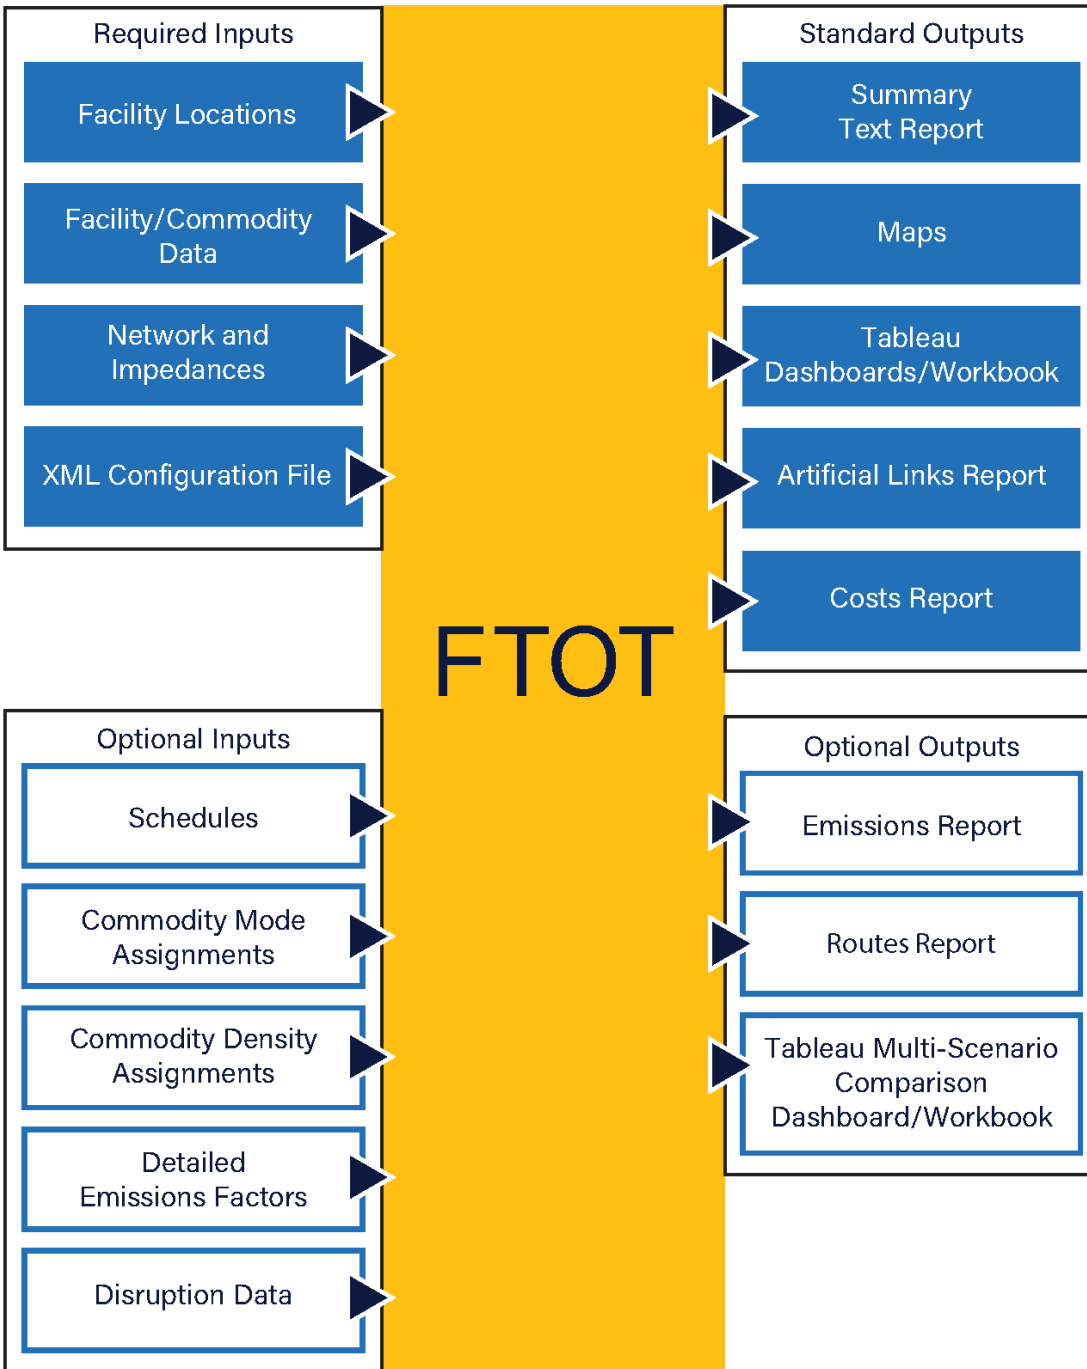 Required Inputs
Facility Locations
Facility/Commodity
Data
Network and
Impedances
XML Configuration File
Optional Inputs
Schedules
Commodity Mode
Assignments
Commodity Density
Assignments
Detailed
Emissions Factors
Disruption Data
FTOT
Standard Outputs
Summary
Text Report
Maps
Tableau
Dashboards/Workbook
Artificial Links Report
Costs Report
Optional Outputs
Emissions Report
Routes Report
Tableau Multi-Scenario
Comparison
Dashboard/Workbook